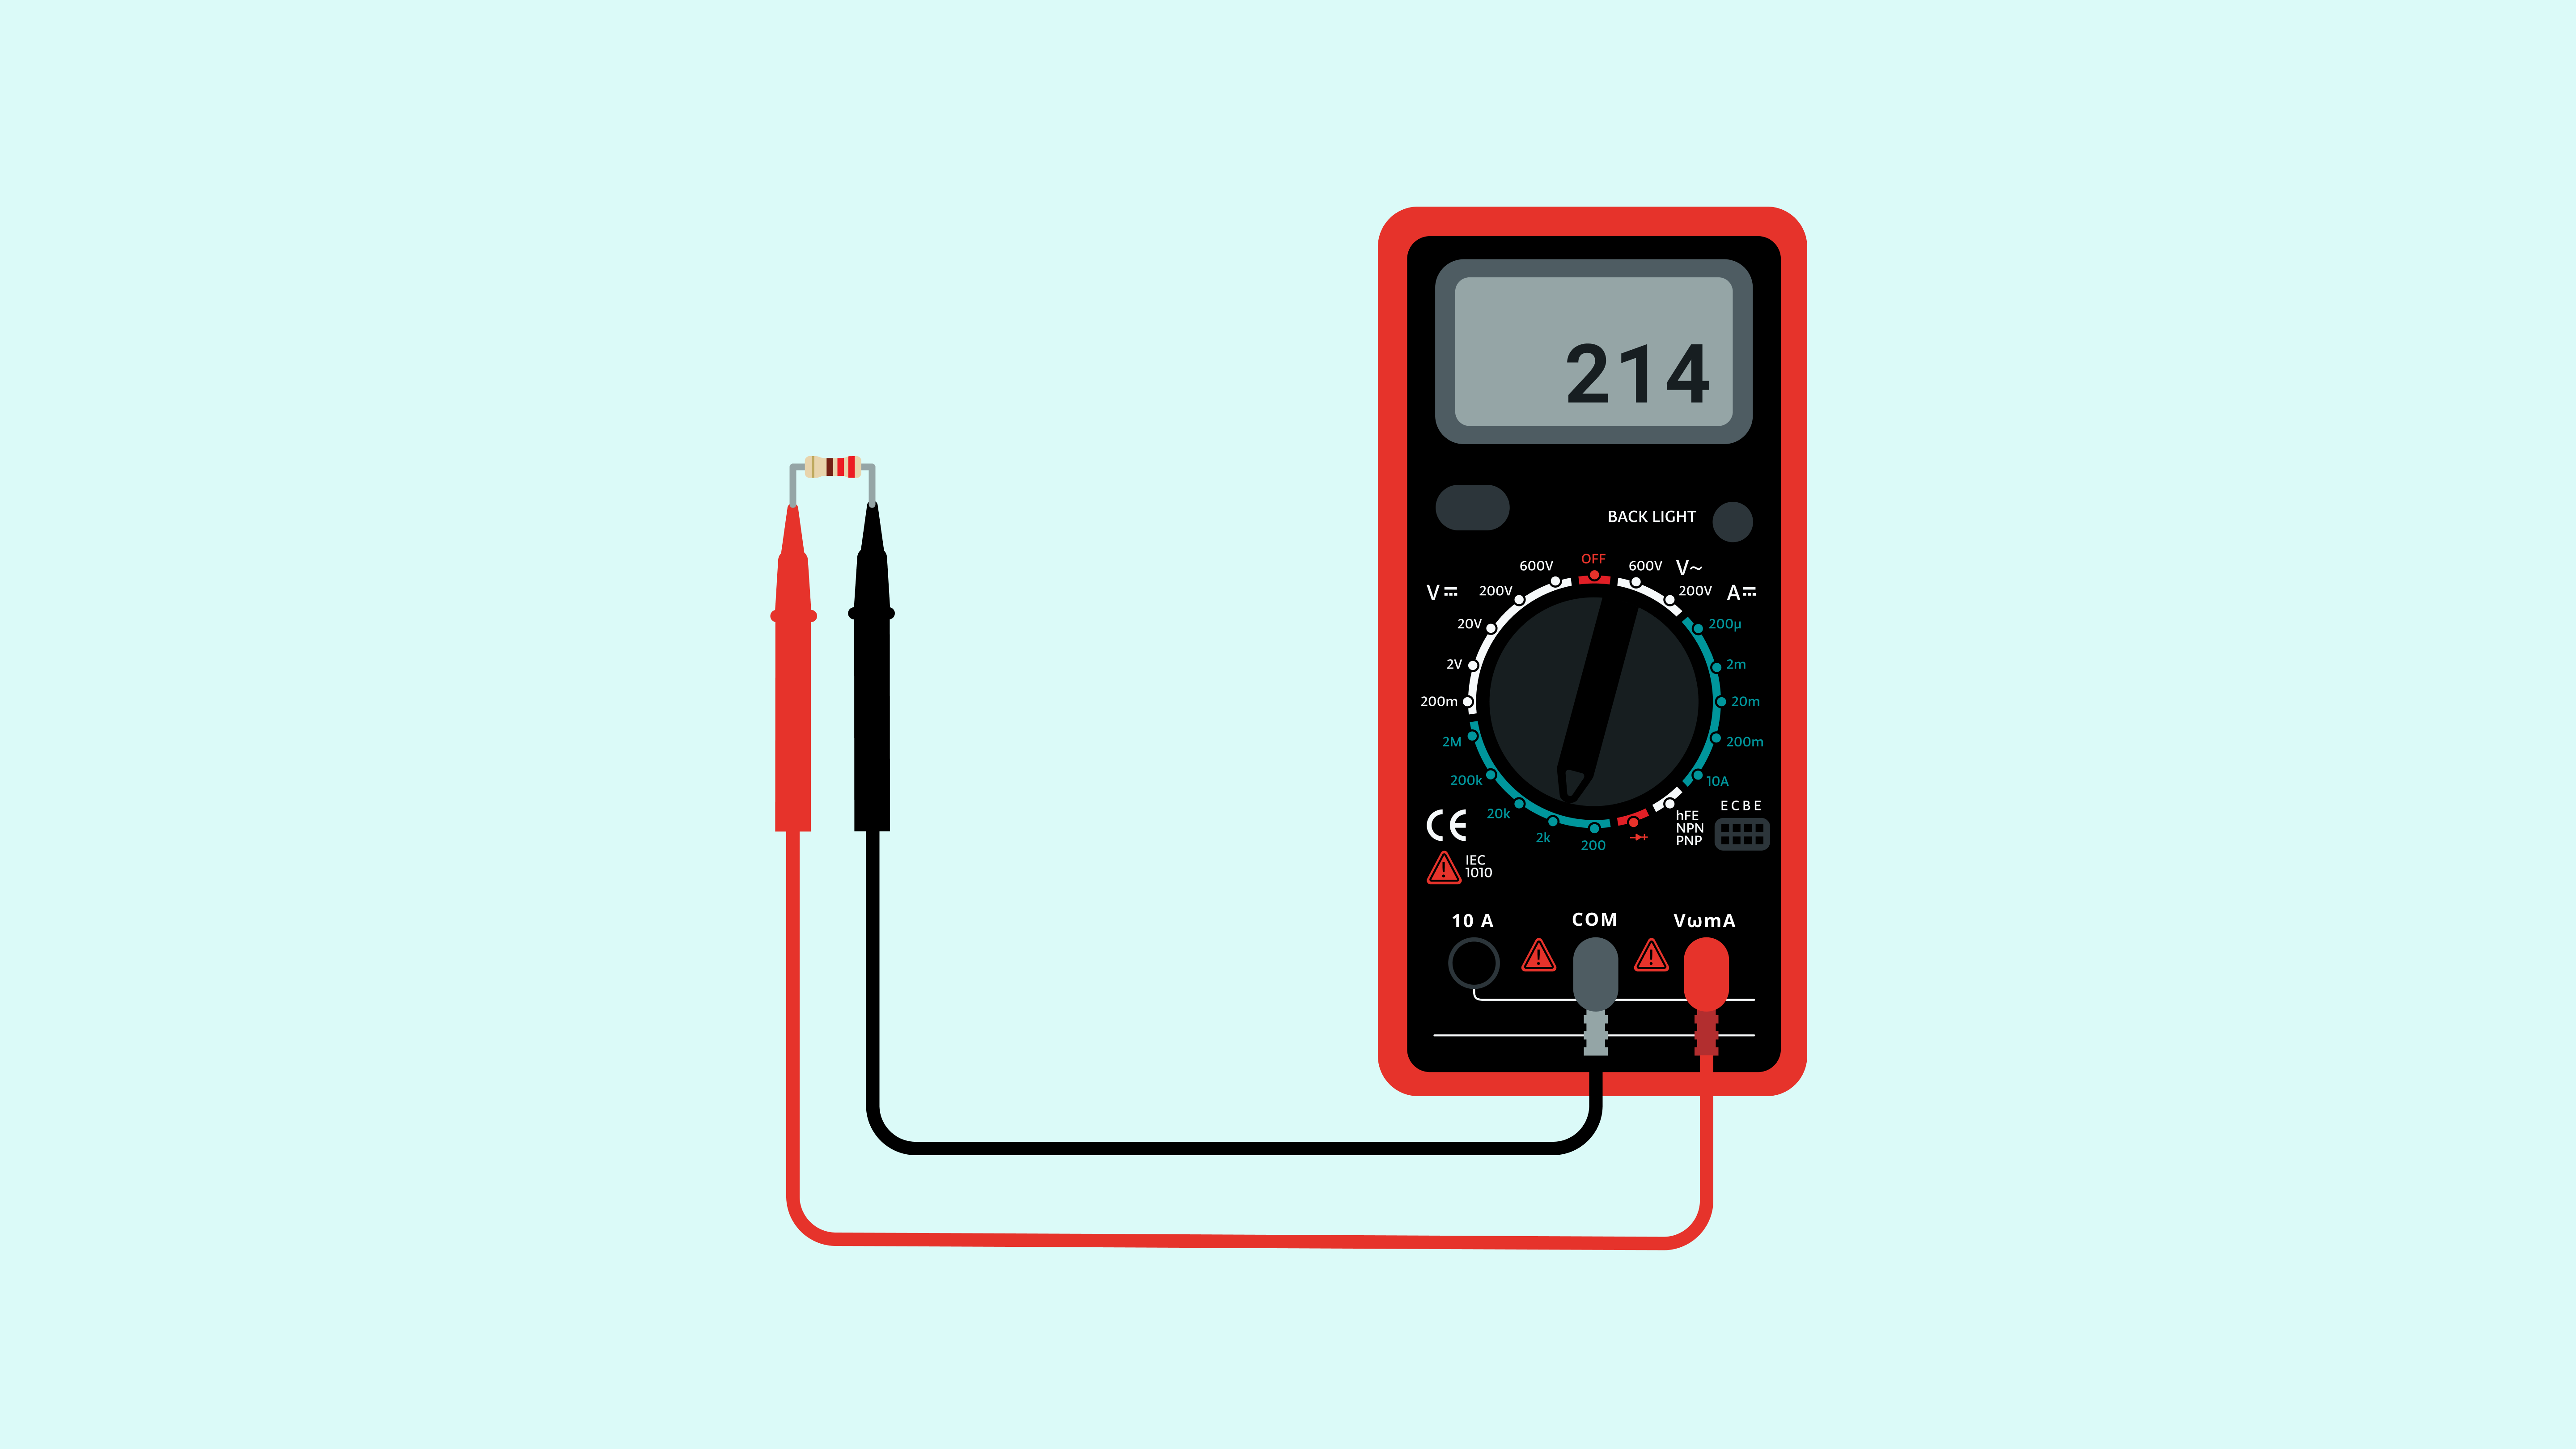 214
BACK LIGHT
OFF
600V
600V
V~
V⎓
200V
200V
A⎓
20V
200µ
2V
2m
200m
20m
2M
200m
200k
10A
20k
E C B E
hFE
NPN
PNP
2k
200
CE
IEC
1010
10 A
COM
VωmA